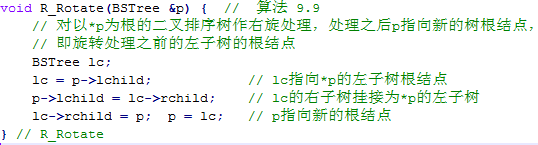 void R_Rotate(BSTree &p) {  //  算法 9.9
   // 对以*p为根的二叉排序树作右旋处理，处理之后p指向新的树根结点，
   // 即旋转处理之前的左子树的根结点
   BSTree lc;
   lc = p->lchild;            // lc指向*p的左子树根结点
   p->lchild = lc->rchild;    // lc的右子树挂接为*p的左子树
   lc->rchild = p;  p = lc;   // p指向新的根结点
} // R_Rotate